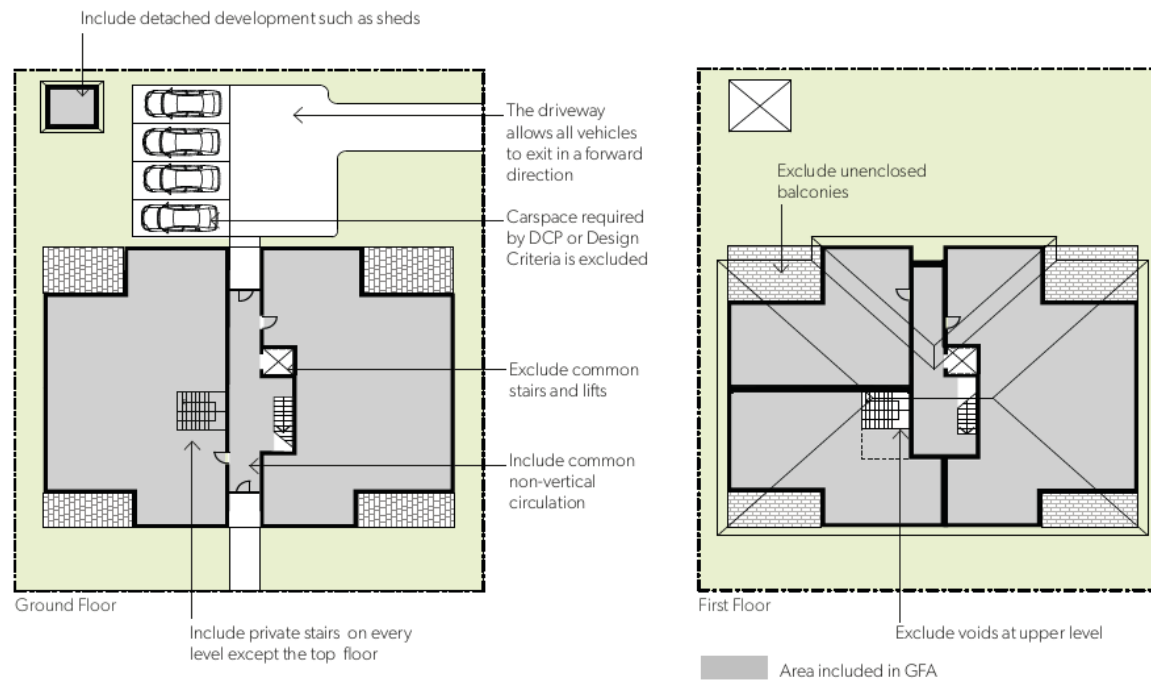 Include detached development such as sheds
The driveway
allows all vehicles
to exit in a forward
direction
Carspace required
by DCP or Design
Criteria is excluded
Exclude common
stairs and lifts
Include common
non-vertical
circulation
Ground Floor
Include private stairs on every
level except the top floor
Exclude unenclosed
balconies
First Floor
Exclude voids at upper level
Area included in GFA